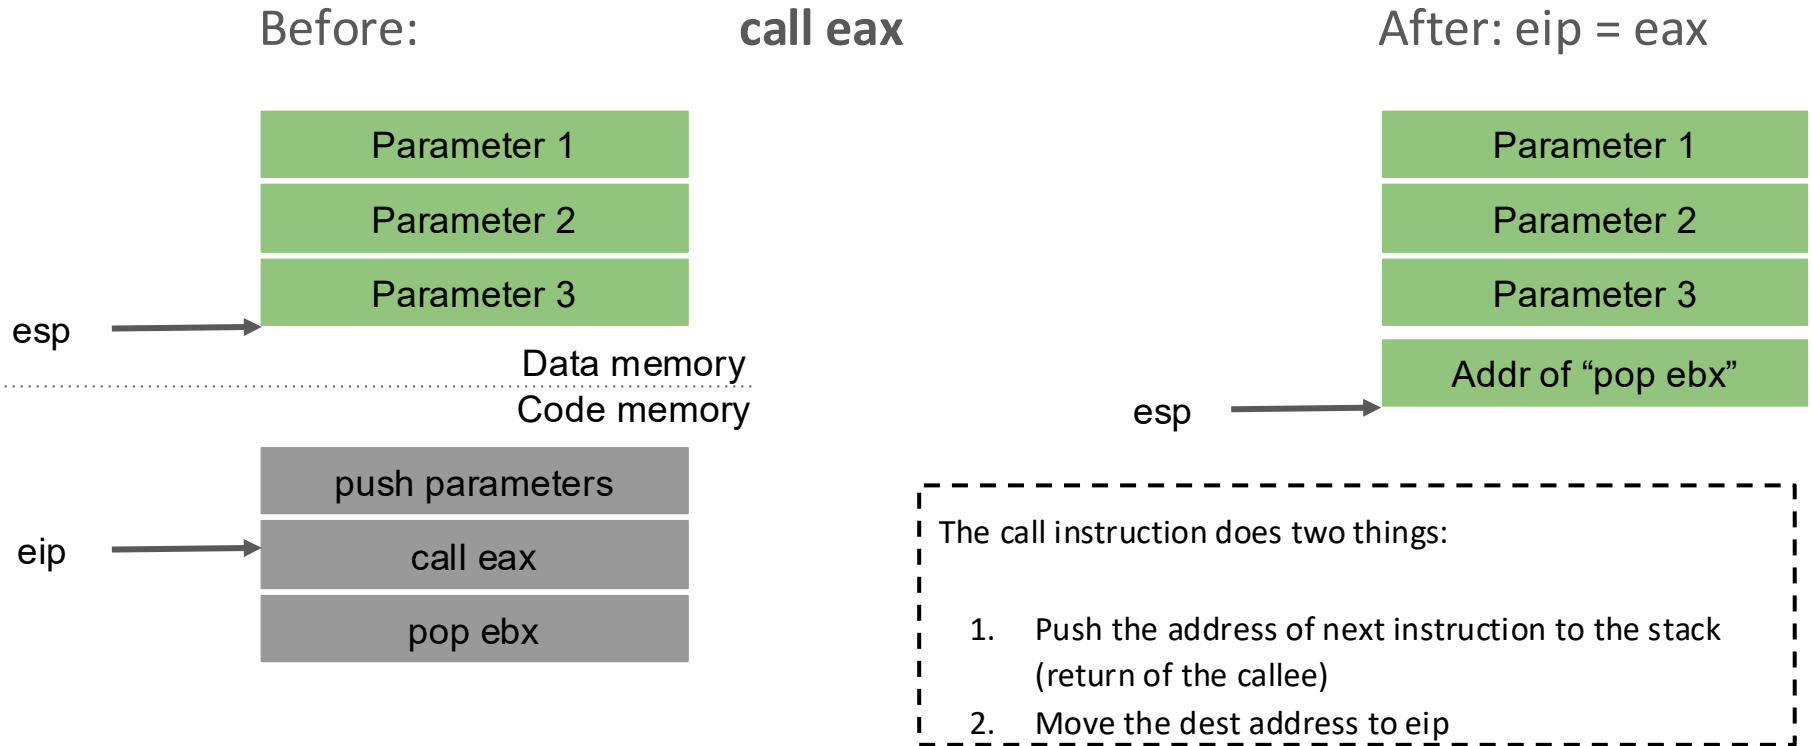 Before:
call eax
After: eip = eax
Parameter 1
Parameter 2
Parameter 3
esp
Data memory
Code memory
push parameters
eip
call eax
pop ebx
Parameter 1
Parameter 2
Parameter 3
Addr of “pop ebx”
esp
The call instruction does two things:
1. Push the address of next instruction to the stack
(return of the callee)
2. Move the dest address to eip